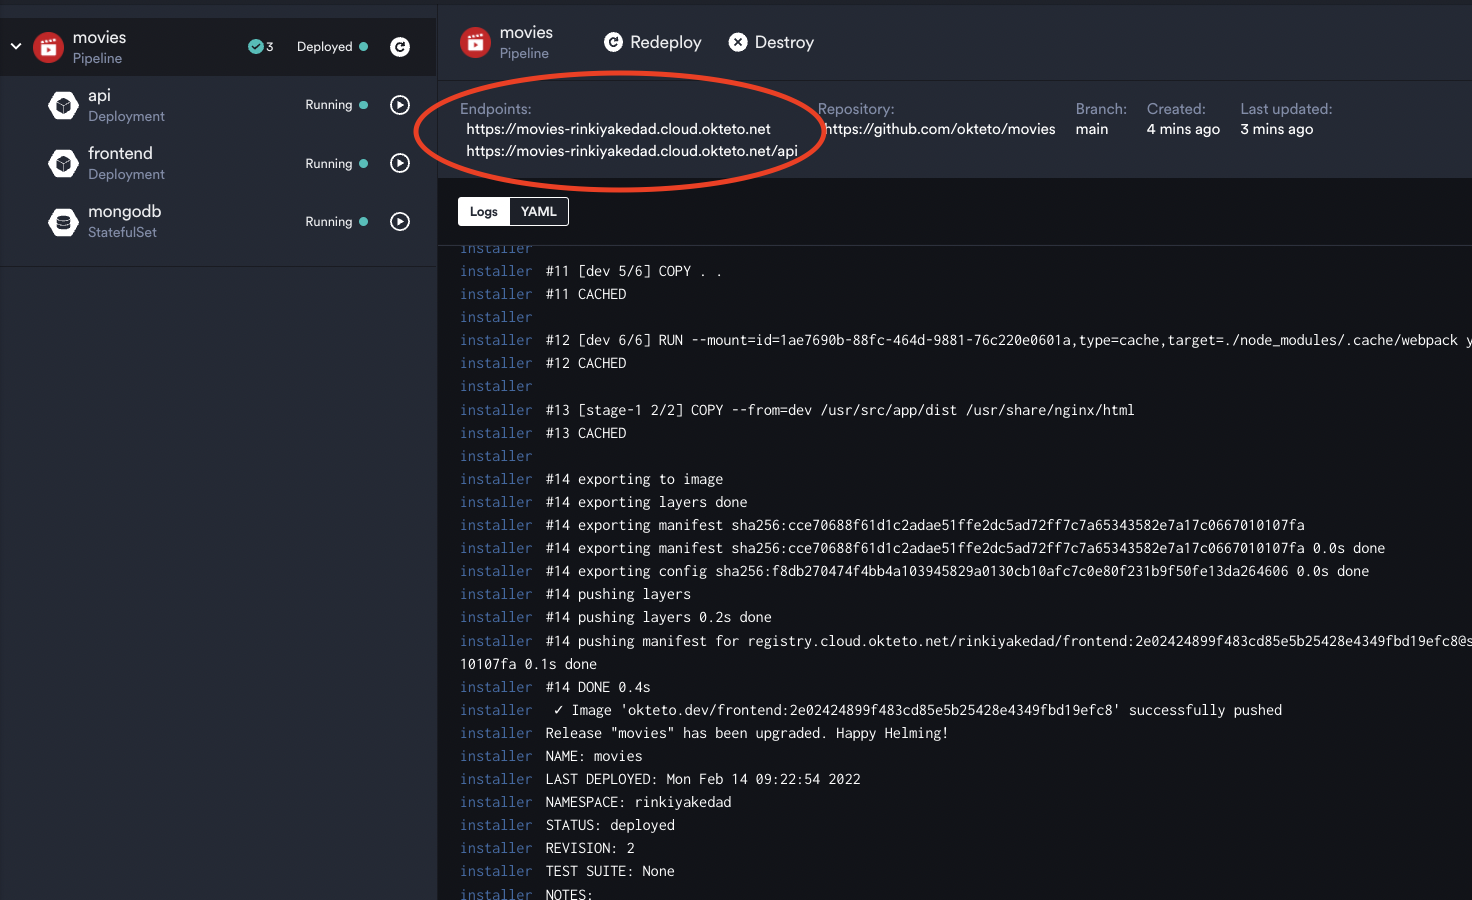 movies
Pipeline
3
Deployed
api
Deployment
Running
frontend
Deployment
Running
mongodb
StatefulSet
Running
movies
Pipeline
Redeploy
Destroy
Endpoints:
https://movies-rinkiyakedad.cloud.okteto.net
https://movies-rinkiyakedad.cloud.okteto.net/api
Repository:
https://github.com/okteto/movies
Branch:
main
Created:
4 mins ago
Last updated:
3 mins ago
Logs
YAML
installer
installer #11 [dev 5/6] COPY . .
installer #11 CACHED
installer
installer #12 [dev 6/6] RUN --mount=id=1ae7690b-88fc-464d-9881-76c220e0601a,type=cache,target=./node_modules/.cache/webpack y
installer #12 CACHED
installer
installer #13 [stage-1 2/2] COPY --from=dev /usr/src/app/dist /usr/share/nginx/html
installer #13 CACHED
installer
installer #14 exporting to image
installer #14 exporting layers done
installer #14 exporting manifest sha256:cce70688f61d1c2adae51ffe2dc5ad72ff7c7a65343582e7a17c0667010107fa
installer #14 exporting manifest sha256:cce70688f61d1c2adae51ffe2dc5ad72ff7c7a65343582e7a17c0667010107fa 0.0s done
installer #14 exporting config sha256:f8db270474f4bb4a103945829a0130cb10afc7c0e80f231b9f50fe13da264606 0.0s done
installer #14 pushing layers
installer #14 pushing layers 0.2s done
installer #14 pushing manifest for registry.cloud.okteto.net/rinkiyakedad/frontend:2e02424899f483cd85e5b25428e4349fbd19efc8@s
10107fa 0.1s done
installer #14 DONE 0.4s
installer ✓ Image 'okteto.dev/frontend:2e02424899f483cd85e5b25428e4349fbd19efc8' successfully pushed
installer Release "movies" has been upgraded. Happy Helming!
installer NAME: movies
installer LAST DEPLOYED: Mon Feb 14 09:22:54 2022
installer NAMESPACE: rinkiyakedad
installer STATUS: deployed
installer REVISION: 2
installer TEST SUITE: None
installer NOTES: